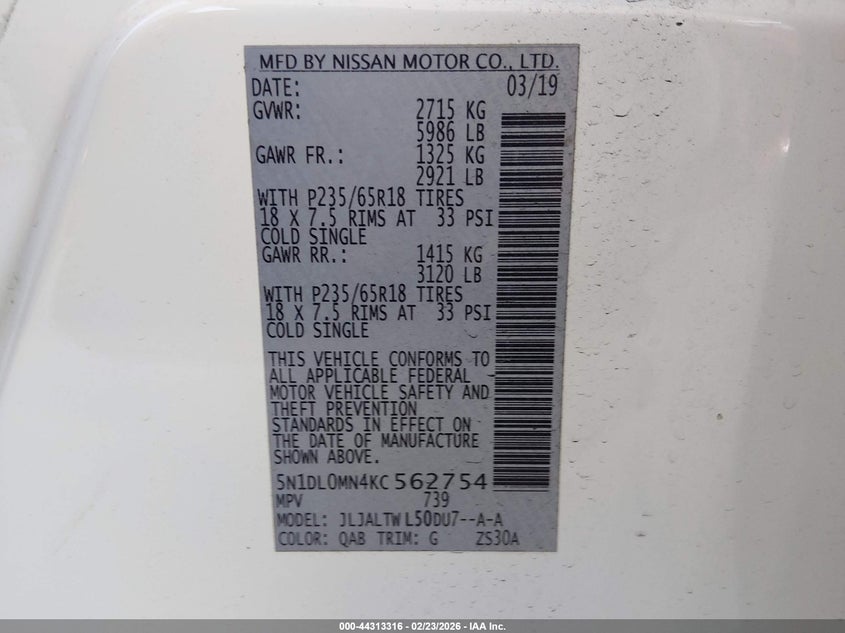 MFD BY NISSAN MOTOR CO., LTD.
DATE: 03/19
GVWR: 2715 KG
5986 LB
GAWR FR.: 1325 KG
2921 LB
WITH P235/65R18 TIRES
18 X 7.5 RIMS AT 33 PSI
COLD SINGLE
GAWR RR.: 1415 KG
3120 LB
WITH P235/65R18 TIRES
18 X 7.5 RIMS AT 33 PSI
COLD SINGLE
THIS VEHICLE CONFORMS TO
ALL APPLICABLE FEDERAL
MOTOR VEHICLE SAFETY AND
THEFT PREVENTION
STANDARDS IN EFFECT ON
THE DATE OF MANUFACTURE
SHOWN ABOVE.
5N1DL0MN4KC562754
MPV 739
MODEL: JLJALTWL50DU7--A-A
COLOR: QAB TRIM: G ZS30A
000-44313316 - 02/23/2026 - IAA Inc.